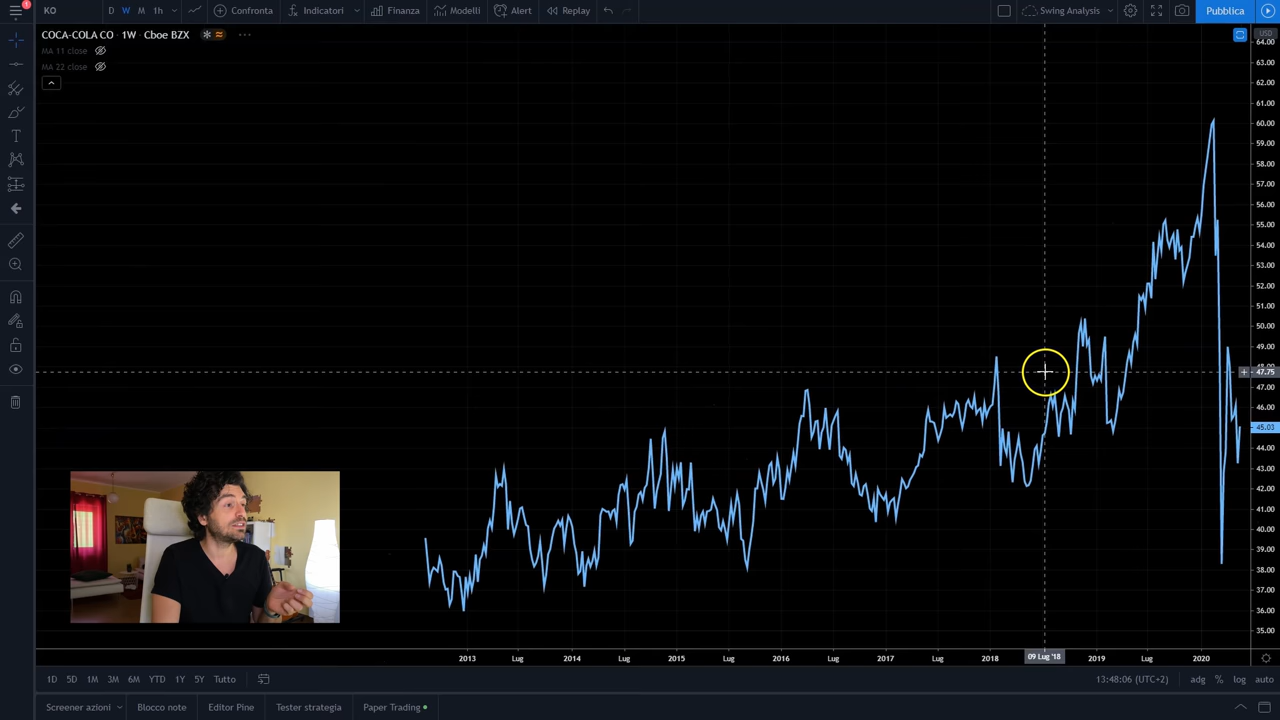 1
KO
D W M 1h
Confronta
Indicatori
Finanza
Modelli
Alert
Replay
Swing Analysis
Pubblica
COCA-COLA CO · 1W · Cboe BZX
MA 11 close
MA 22 close
USD
64.00
63.00
62.00
61.00
60.00
59.00
58.00
57.00
56.00
55.00
54.00
53.00
52.00
51.00
50.00
49.00
47.75
47.00
46.00
45.03
44.00
43.00
42.00
41.00
40.00
39.00
38.00
37.00
36.00
35.00
2013 Lug 2014 Lug 2015 Lug 2016 Lug 2017 Lug 2018 09 Lug '18 2019 Lug 2020
1D 5D 1M 3M 6M YTD 1Y 5Y Tutto
13:48:06 (UTC+2) adg % log auto
Screener azioni
Blocco note
Editor Pine
Tester strategia
Paper Trading